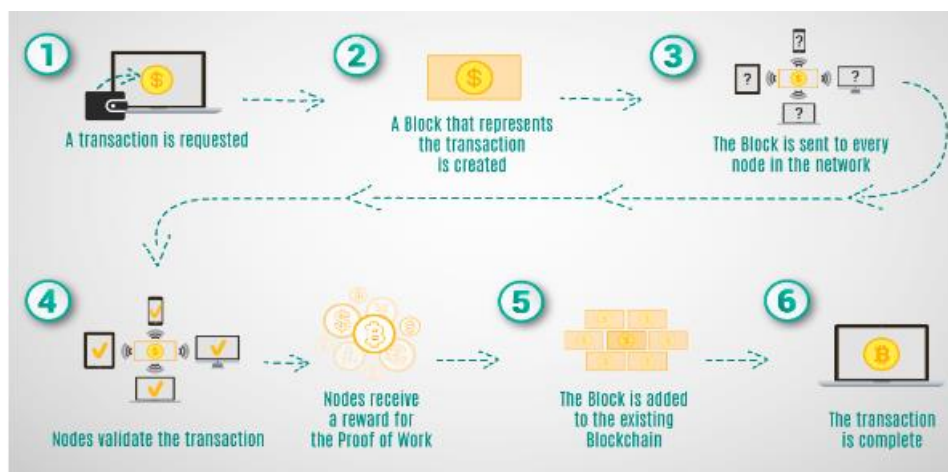 1
A transaction is requested
2
A Block that represents
the transaction
is created
3
The Block is sent to every
node in the network
4
Nodes validate the transaction
Nodes receive
a reward for
the Proof of Work
5
The Block is added
to the existing
Blockchain
6
The transaction
is complete